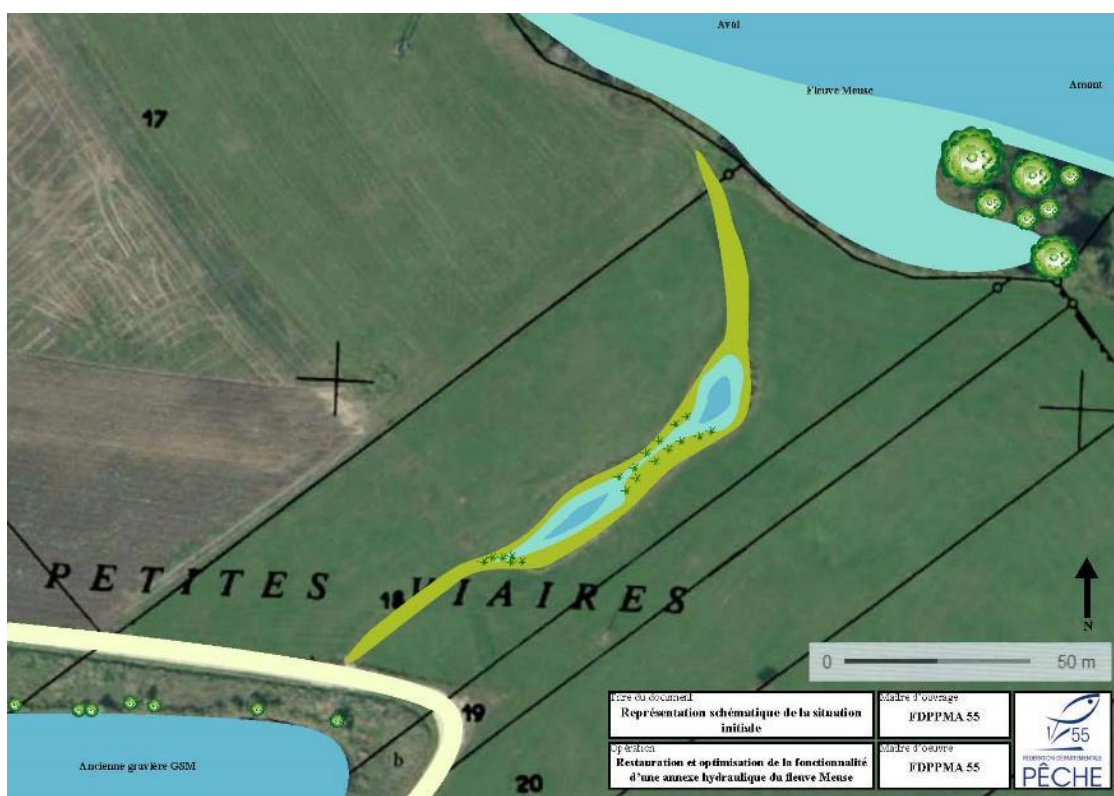 Aval
Fleuve Meuse
Amont
17
PETITES VIAIRES
18
19
20
b
N
0 50 m
Ancienne gravière GSM
Titre du document
Représentation schématique de la situation
initiale
Maître d'ouvrage
FDPPMA 55
Opération
Restauration et optimisation de la fonctionnalité
d'une annexe hydraulique du fleuve Meuse
Maître d'oeuvre
FDPPMA 55
55
FÉDÉRATION DÉPARTEMENTALE
PÊCHE